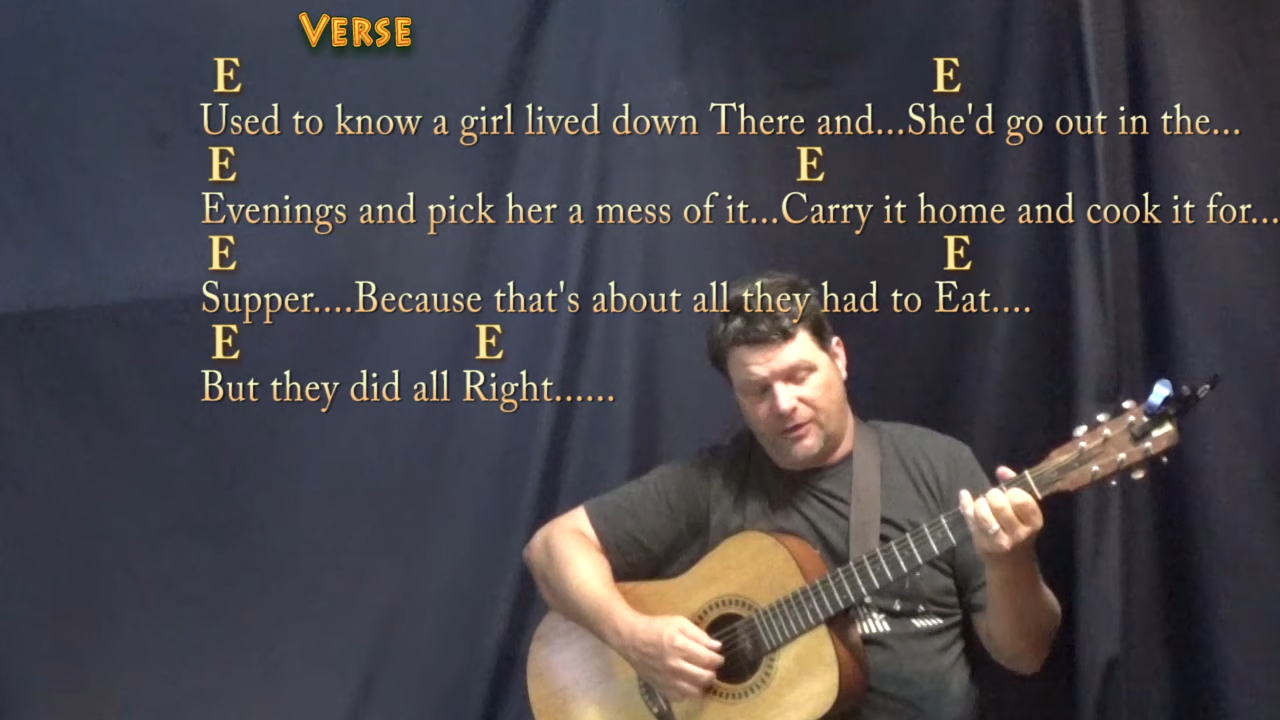 VERSE
E E
Used to know a girl lived down There and...She'd go out in the...
E E
Evenings and pick her a mess of it...Carry it home and cook it for...
E E
Supper....Because that's about all they had to Eat....
E E
But they did all Right......